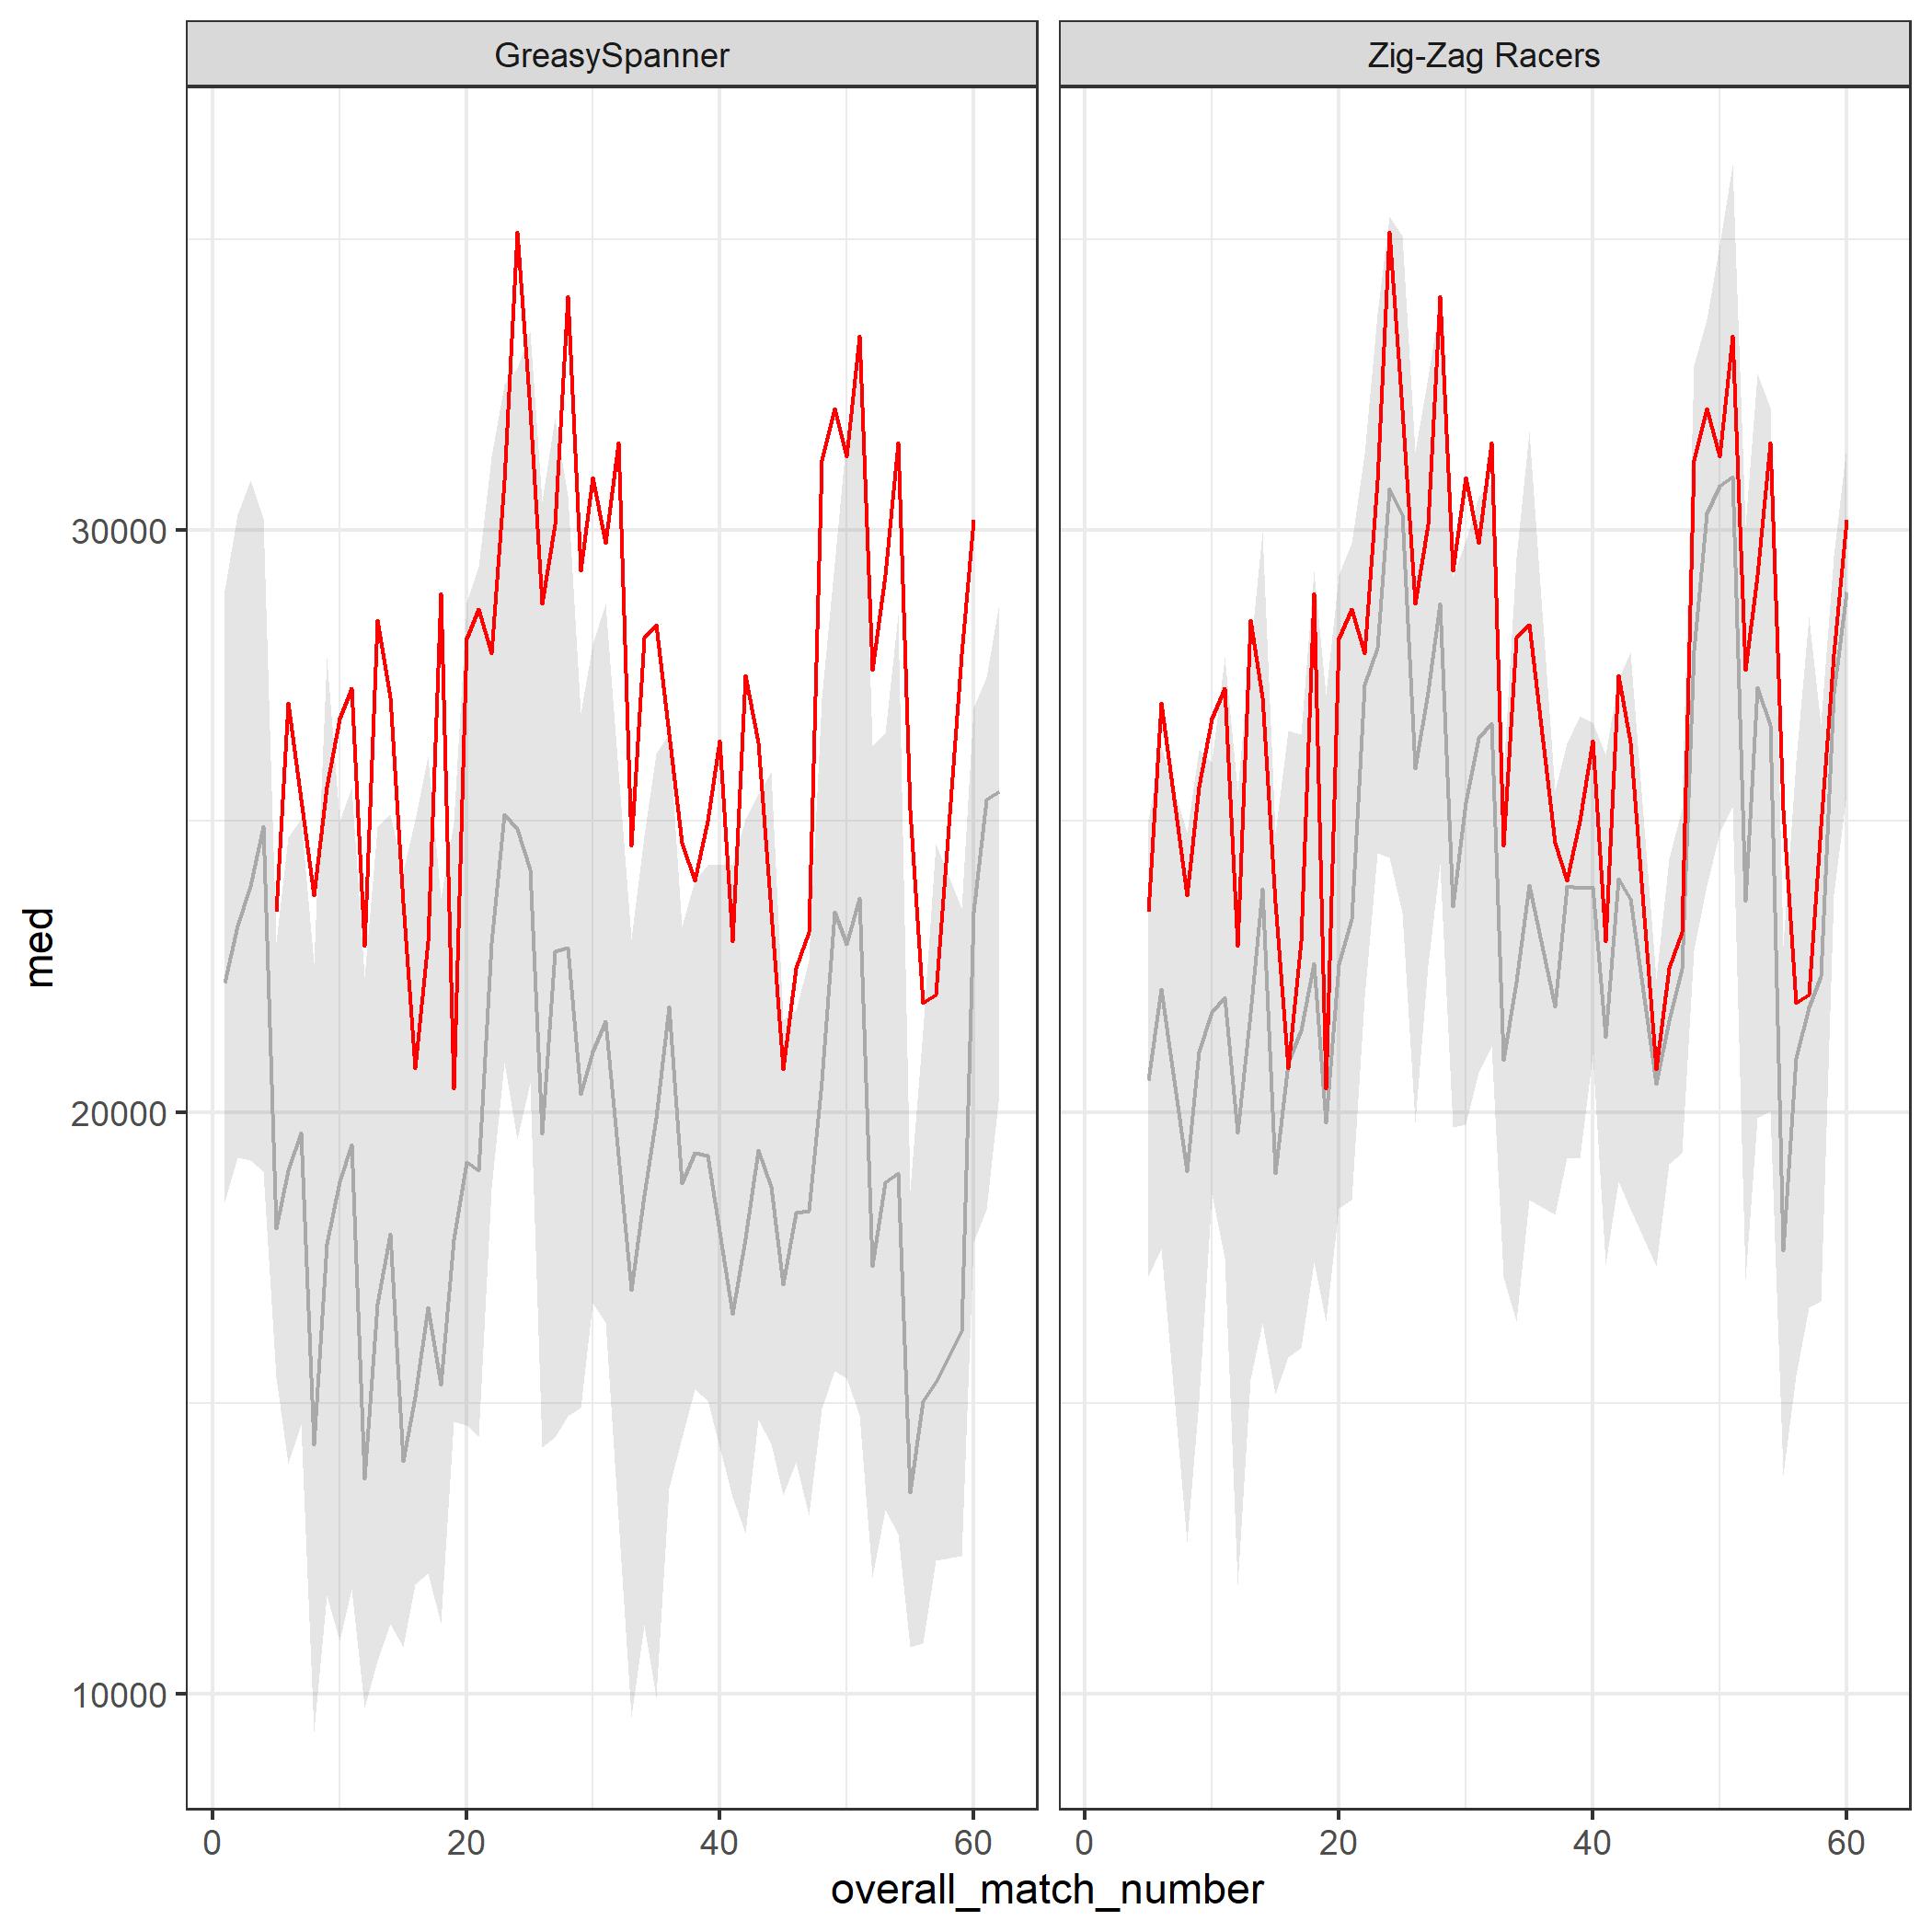 GreasySpanner Zig-Zag Racers
med
30000
20000
10000
0 20 40 60 0 20 40 60
overall_match_number